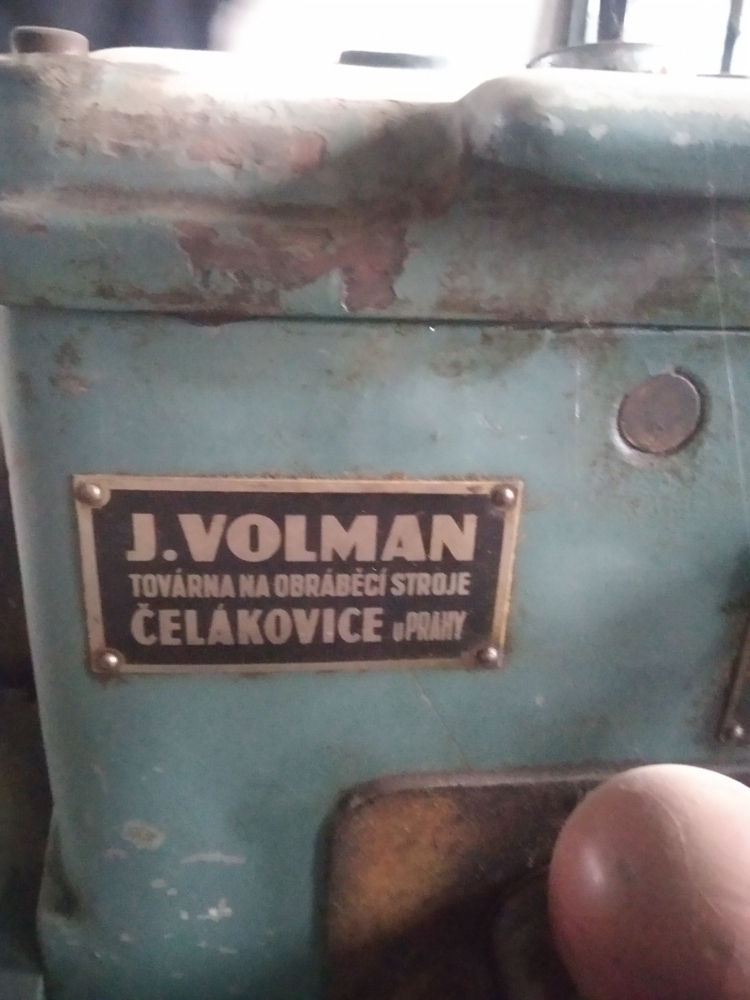 J. VOLMAN
TOVÁRNA NA OBRÁBĚCÍ STROJE
ČELÁKOVICE u PRAHY